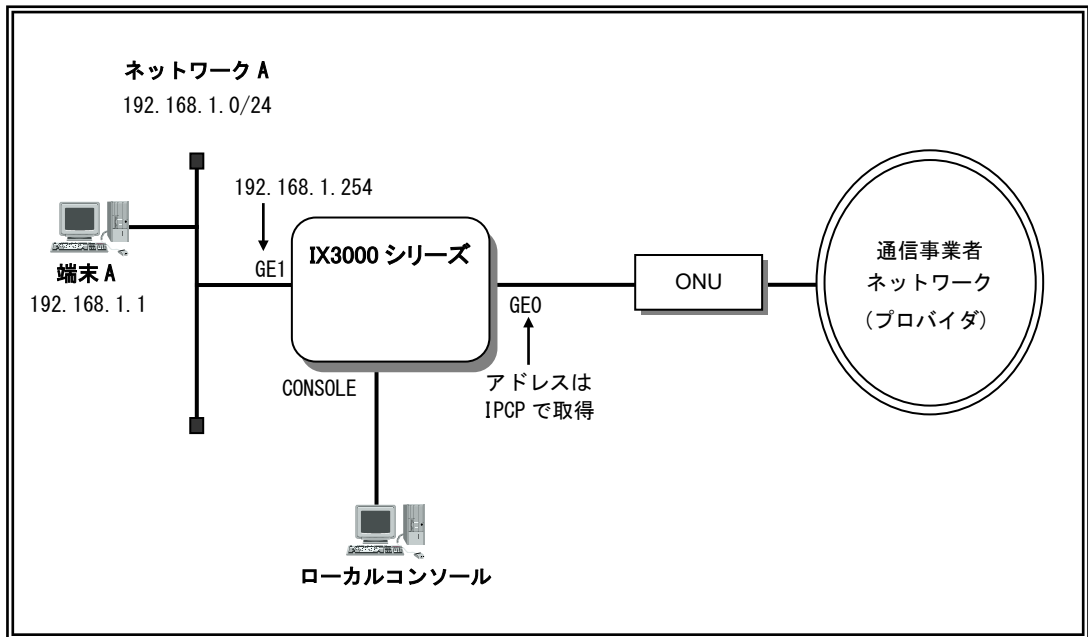 ネットワーク A
192.168.1.0/24
192.168.1.254
端末 A
192.168.1.1
GE1
IX3000 シリーズ
GE0
CONSOLE
アドレスは
IPCP で取得
ONU
通信事業者
ネットワーク
(プロバイダ)
ローカルコンソール